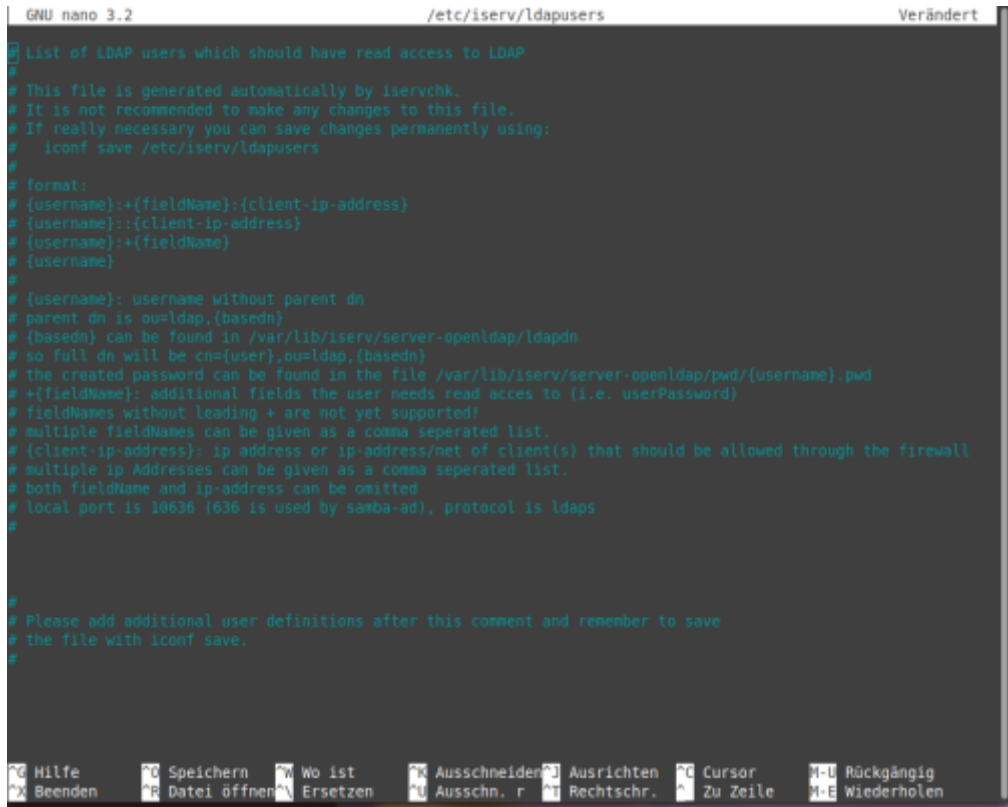 GNU nano 3.2 /etc/iserv/ldapusers Verändert
# List of LDAP users which should have read access to LDAP
#
# This file is generated automatically by iservchk.
# It is not recommended to make any changes to this file.
# If really necessary you can save changes permanently using:
#   iconf save /etc/iserv/ldapusers
#
# format:
# {username}:+{fieldName}:{client-ip-address}
# {username}::{client-ip-address}
# {username}:+{fieldName}
# {username}
#
# {username}: username without parent dn
# parent dn is ou=ldap,{basedn}
# {basedn} can be found in /var/lib/iserv/server-openldap/ldapdn
# so full dn will be cn={user},ou=ldap,{basedn}
# the created password can be found in the file /var/lib/iserv/server-openldap/pwd/{username}.pwd
# +{fieldName}: additional fields the user needs read acces to (i.e. userPassword)
# fieldNames without leading + are not yet supported!
# multiple fieldNames can be given as a comma seperated list.
# {client-ip-address}: ip address or ip-address/net of client(s) that should be allowed through the firewall
# multiple ip Addresses can be given as a comma seperated list.
# both fieldName and ip-address can be omitted
# local port is 10636 (636 is used by samba-ad), protocol is ldaps
#
#
# Please add additional user definitions after this comment and remember to save
# the file with iconf save.
#
^G Hilfe ^O Speichern ^W Wo ist ^K Ausschneiden ^J Ausrichten ^C Cursor M-U Rückgängig
^X Beenden ^R Datei öffnen ^\ Ersetzen ^U Ausschn. r ^T Rechtschr. ^ Zu Zeile M-E Wiederholen